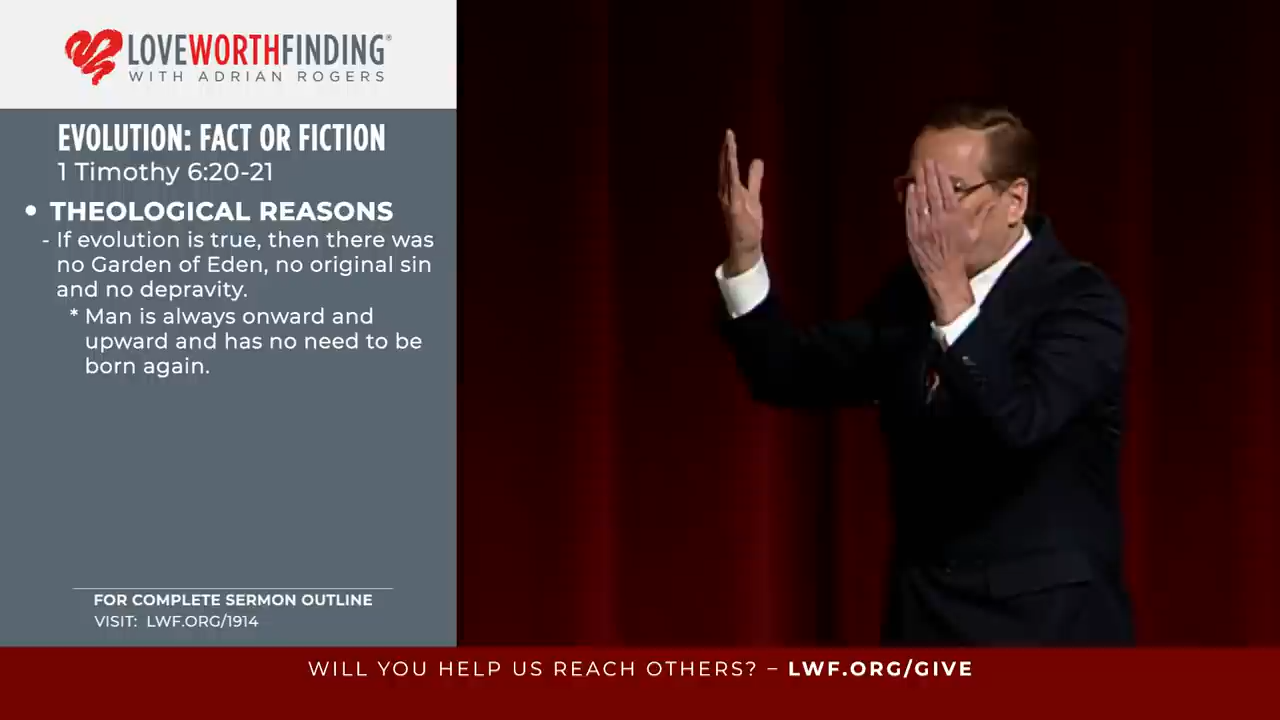 LOVEWORTHFINDING®
WITH ADRIAN ROGERS
EVOLUTION: FACT OR FICTION
1 Timothy 6:20-21
• THEOLOGICAL REASONS
- If evolution is true, then there was
no Garden of Eden, no original sin
and no depravity.
* Man is always onward and
upward and has no need to be
born again.
FOR COMPLETE SERMON OUTLINE
VISIT: LWF.ORG/1914
WILL YOU HELP US REACH OTHERS? – LWF.ORG/GIVE